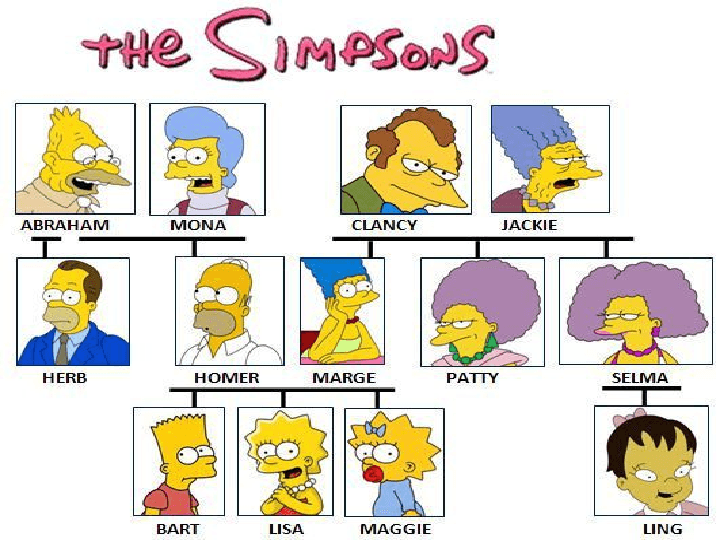 THE SIMPSONS
ABRAHAM MONA CLANCY JACKIE
HERB HOMER MARGE PATTY SELMA
BART LISA MAGGIE LING